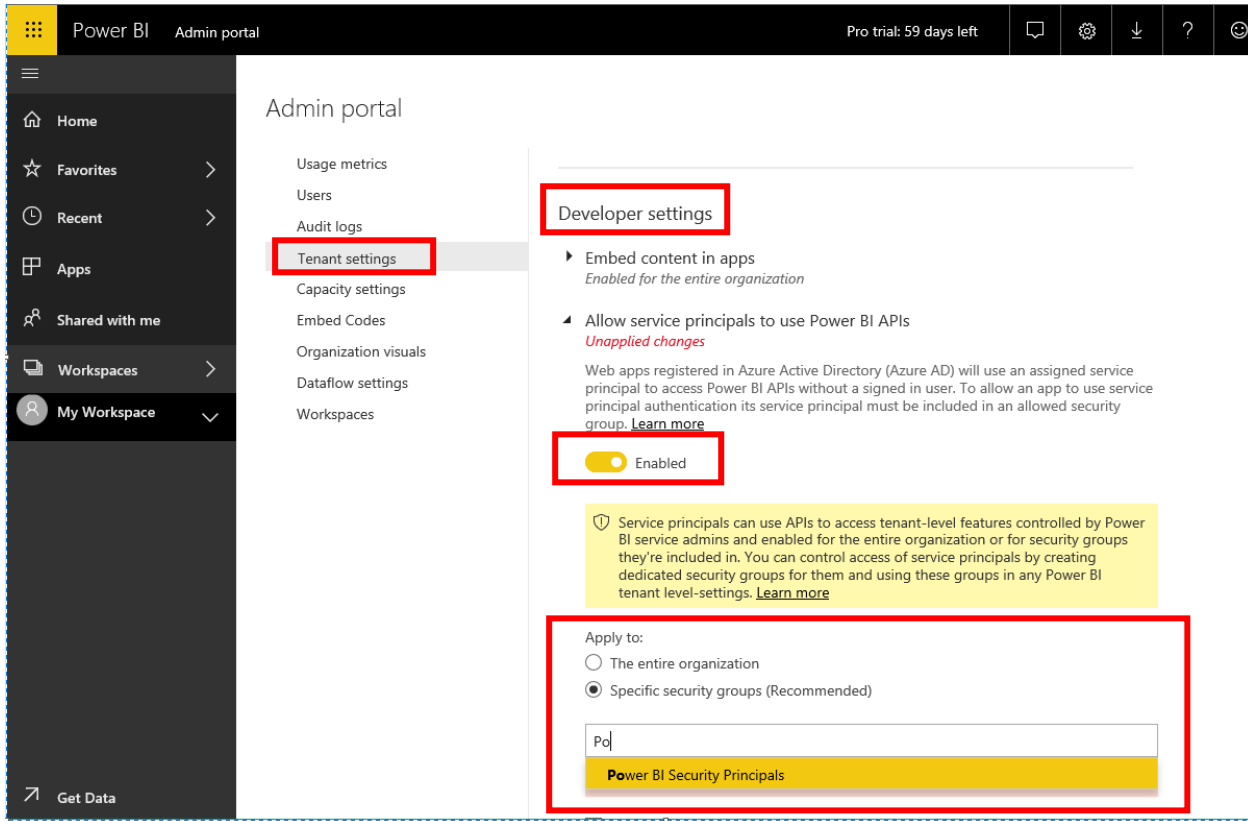 Power BI Admin portal Pro trial: 59 days left ?
Home
Favorites
Recent
Apps
Shared with me
Workspaces
My Workspace
Get Data
Admin portal
Usage metrics
Users
Audit logs
Tenant settings
Capacity settings
Embed Codes
Organization visuals
Dataflow settings
Workspaces
Developer settings
Embed content in apps
Enabled for the entire organization
Allow service principals to use Power BI APIs
Unapplied changes
Web apps registered in Azure Active Directory (Azure AD) will use an assigned service
principal to access Power BI APIs without a signed in user. To allow an app to use service
principal authentication its service principal must be included in an allowed security
group. Learn more
Enabled
Service principals can use APIs to access tenant-level features controlled by Power
BI service admins and enabled for the entire organization or for security groups
they're included in. You can control access of service principals by creating
dedicated security groups for them and using these groups in any Power BI
tenant level-settings. Learn more
Apply to:
The entire organization
Specific security groups (Recommended)
Po
Power BI Security Principals